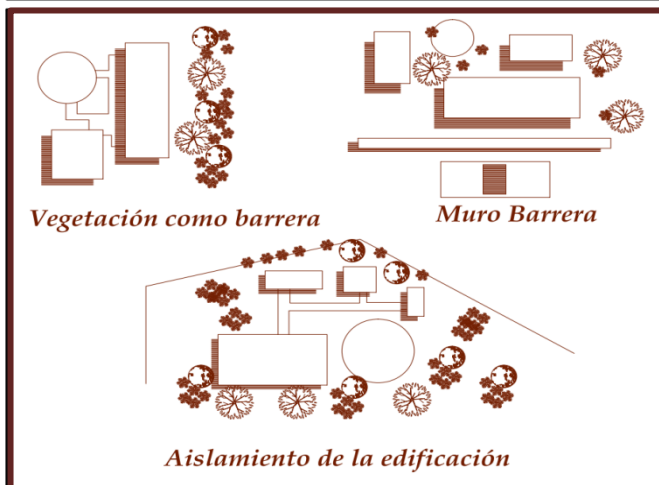 Vegetación como barrera
Muro Barrera
Aislamiento de la edificación